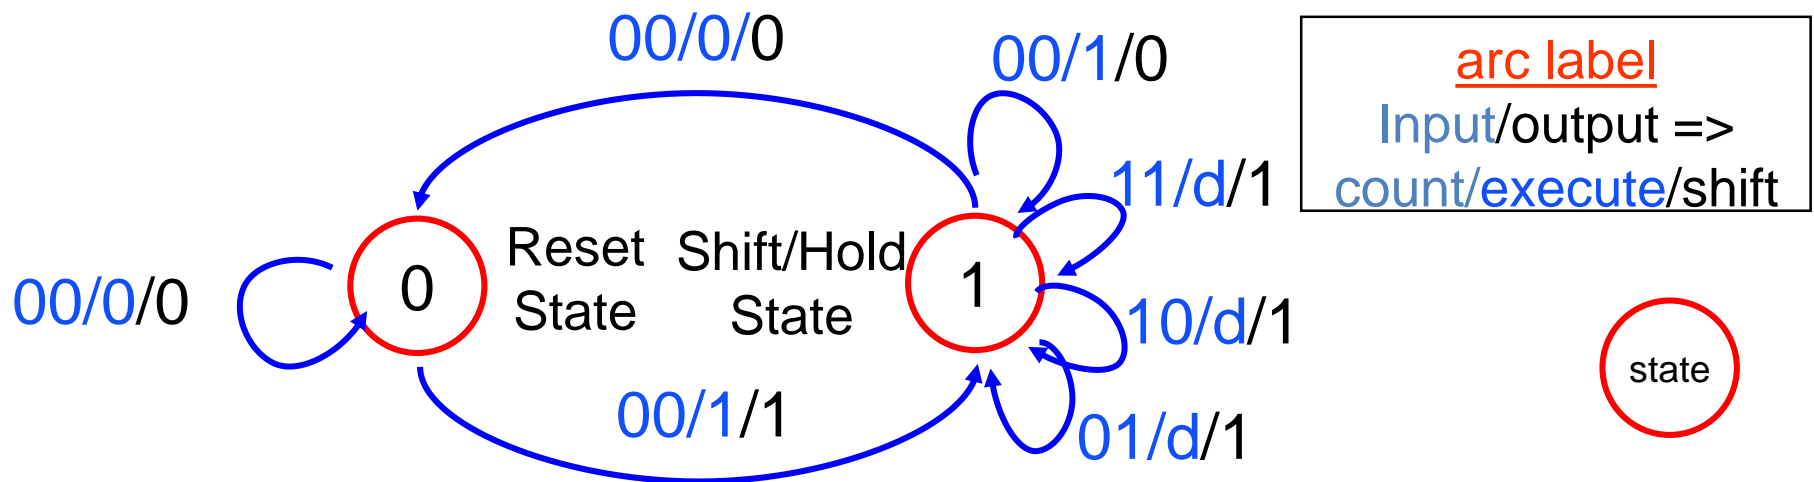 00/0/0
00/1/0
arc label
Input/output =>
count/execute/shift
11/d/1
Reset
State
Shift/Hold
State
0
1
00/0/0
10/d/1
state
00/1/1
01/d/1